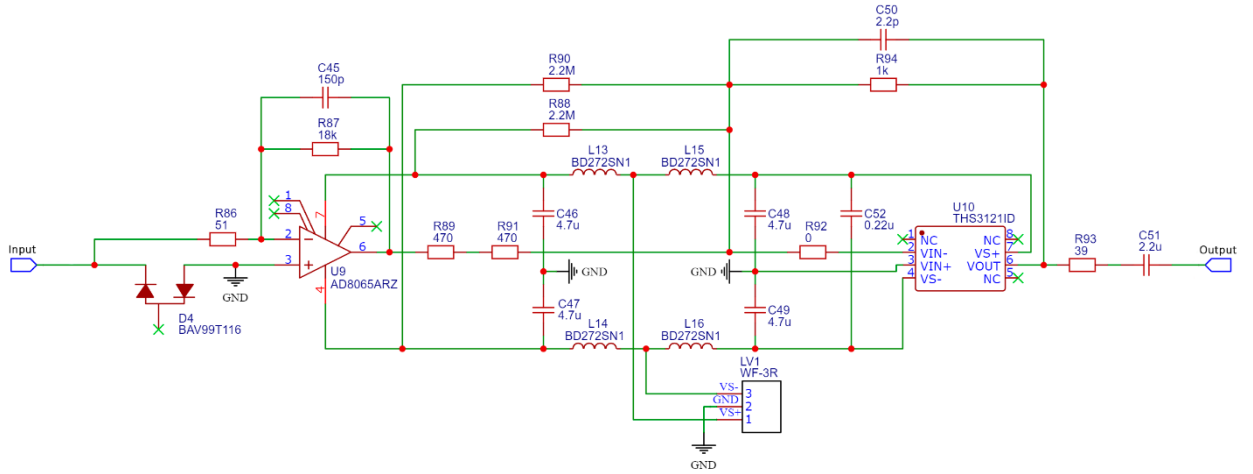 C50
2.2p
R90
2.2M
R94
1k
C45
150p
R88
2.2M
R87
18k
L13
BD272SN1
L15
BD272SN1
1
8
7
5
R86
51
2
6
3
4
U9
AD8065ARZ
Input
GND
D4
BAV99T116
R89
470
R91
470
C46
4.7u
GND
C47
4.7u
L14
BD272SN1
L16
BD272SN1
GND
C48
4.7u
C49
4.7u
R92
0
C52
0.22u
U10
THS3121ID
1
NC
NC
8
2
VIN-
VS+
7
3
VIN+
VOUT
6
4
VS-
NC
5
R93
39
C51
2.2u
Output
LV1
WF-3R
VS-
3
GND
2
VS+
1
GND